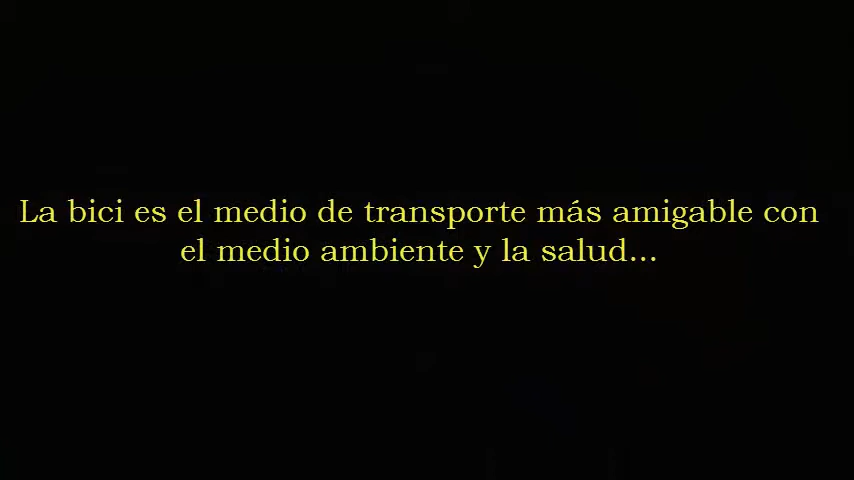 La bici es el medio de transporte más amigable con
el medio ambiente y la salud...